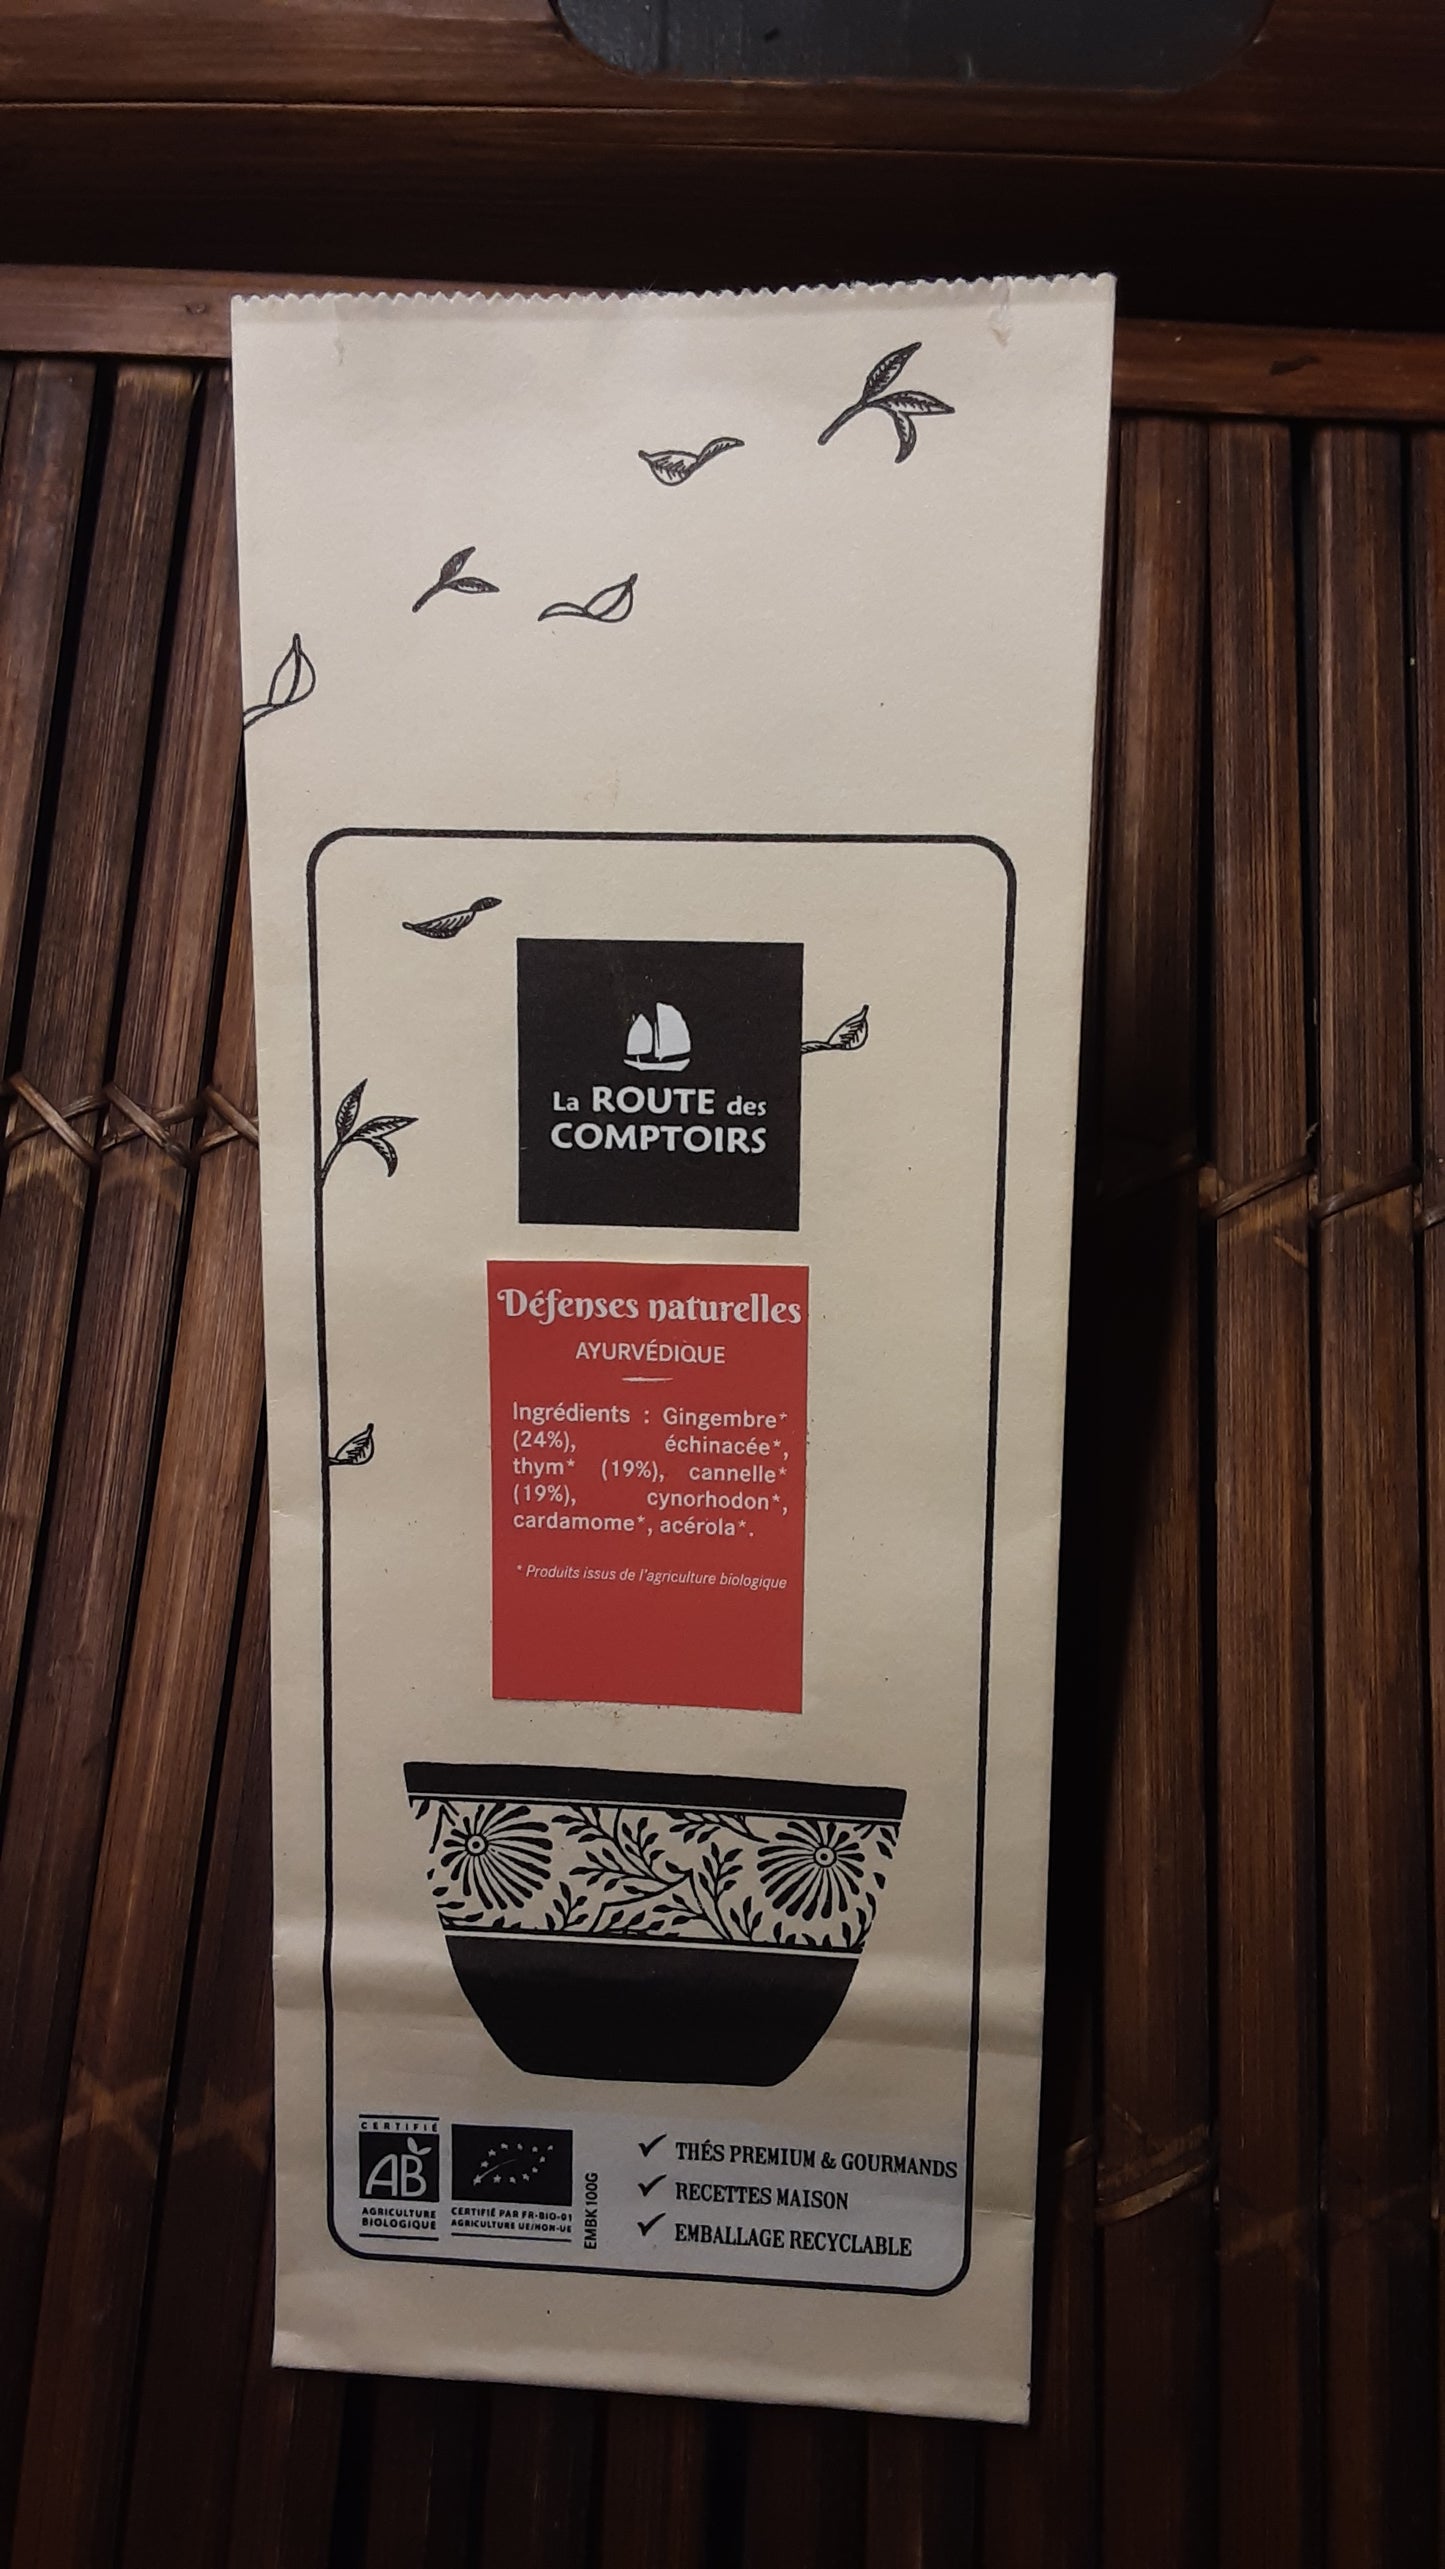 La ROUTE des
COMPTOIRS
Défenses naturelles
AYURVÉDIQUE
Ingrédients : Gingembre*
(24%), échinacée*,
thym* (19%), cannelle*
(19%), cynorhodon*,
cardamome*, acérola*.
* Produits issus de l'agriculture biologique
CERTIFIÉ
AB
AGRICULTURE
BIOLOGIQUE
CERTIFIÉ PAR FR-BIO-01
AGRICULTURE UE/NON-UE
EMBK100G
THÉS PREMIUM & GOURMANDS
RECETTES MAISON
EMBALLAGE RECYCLABLE